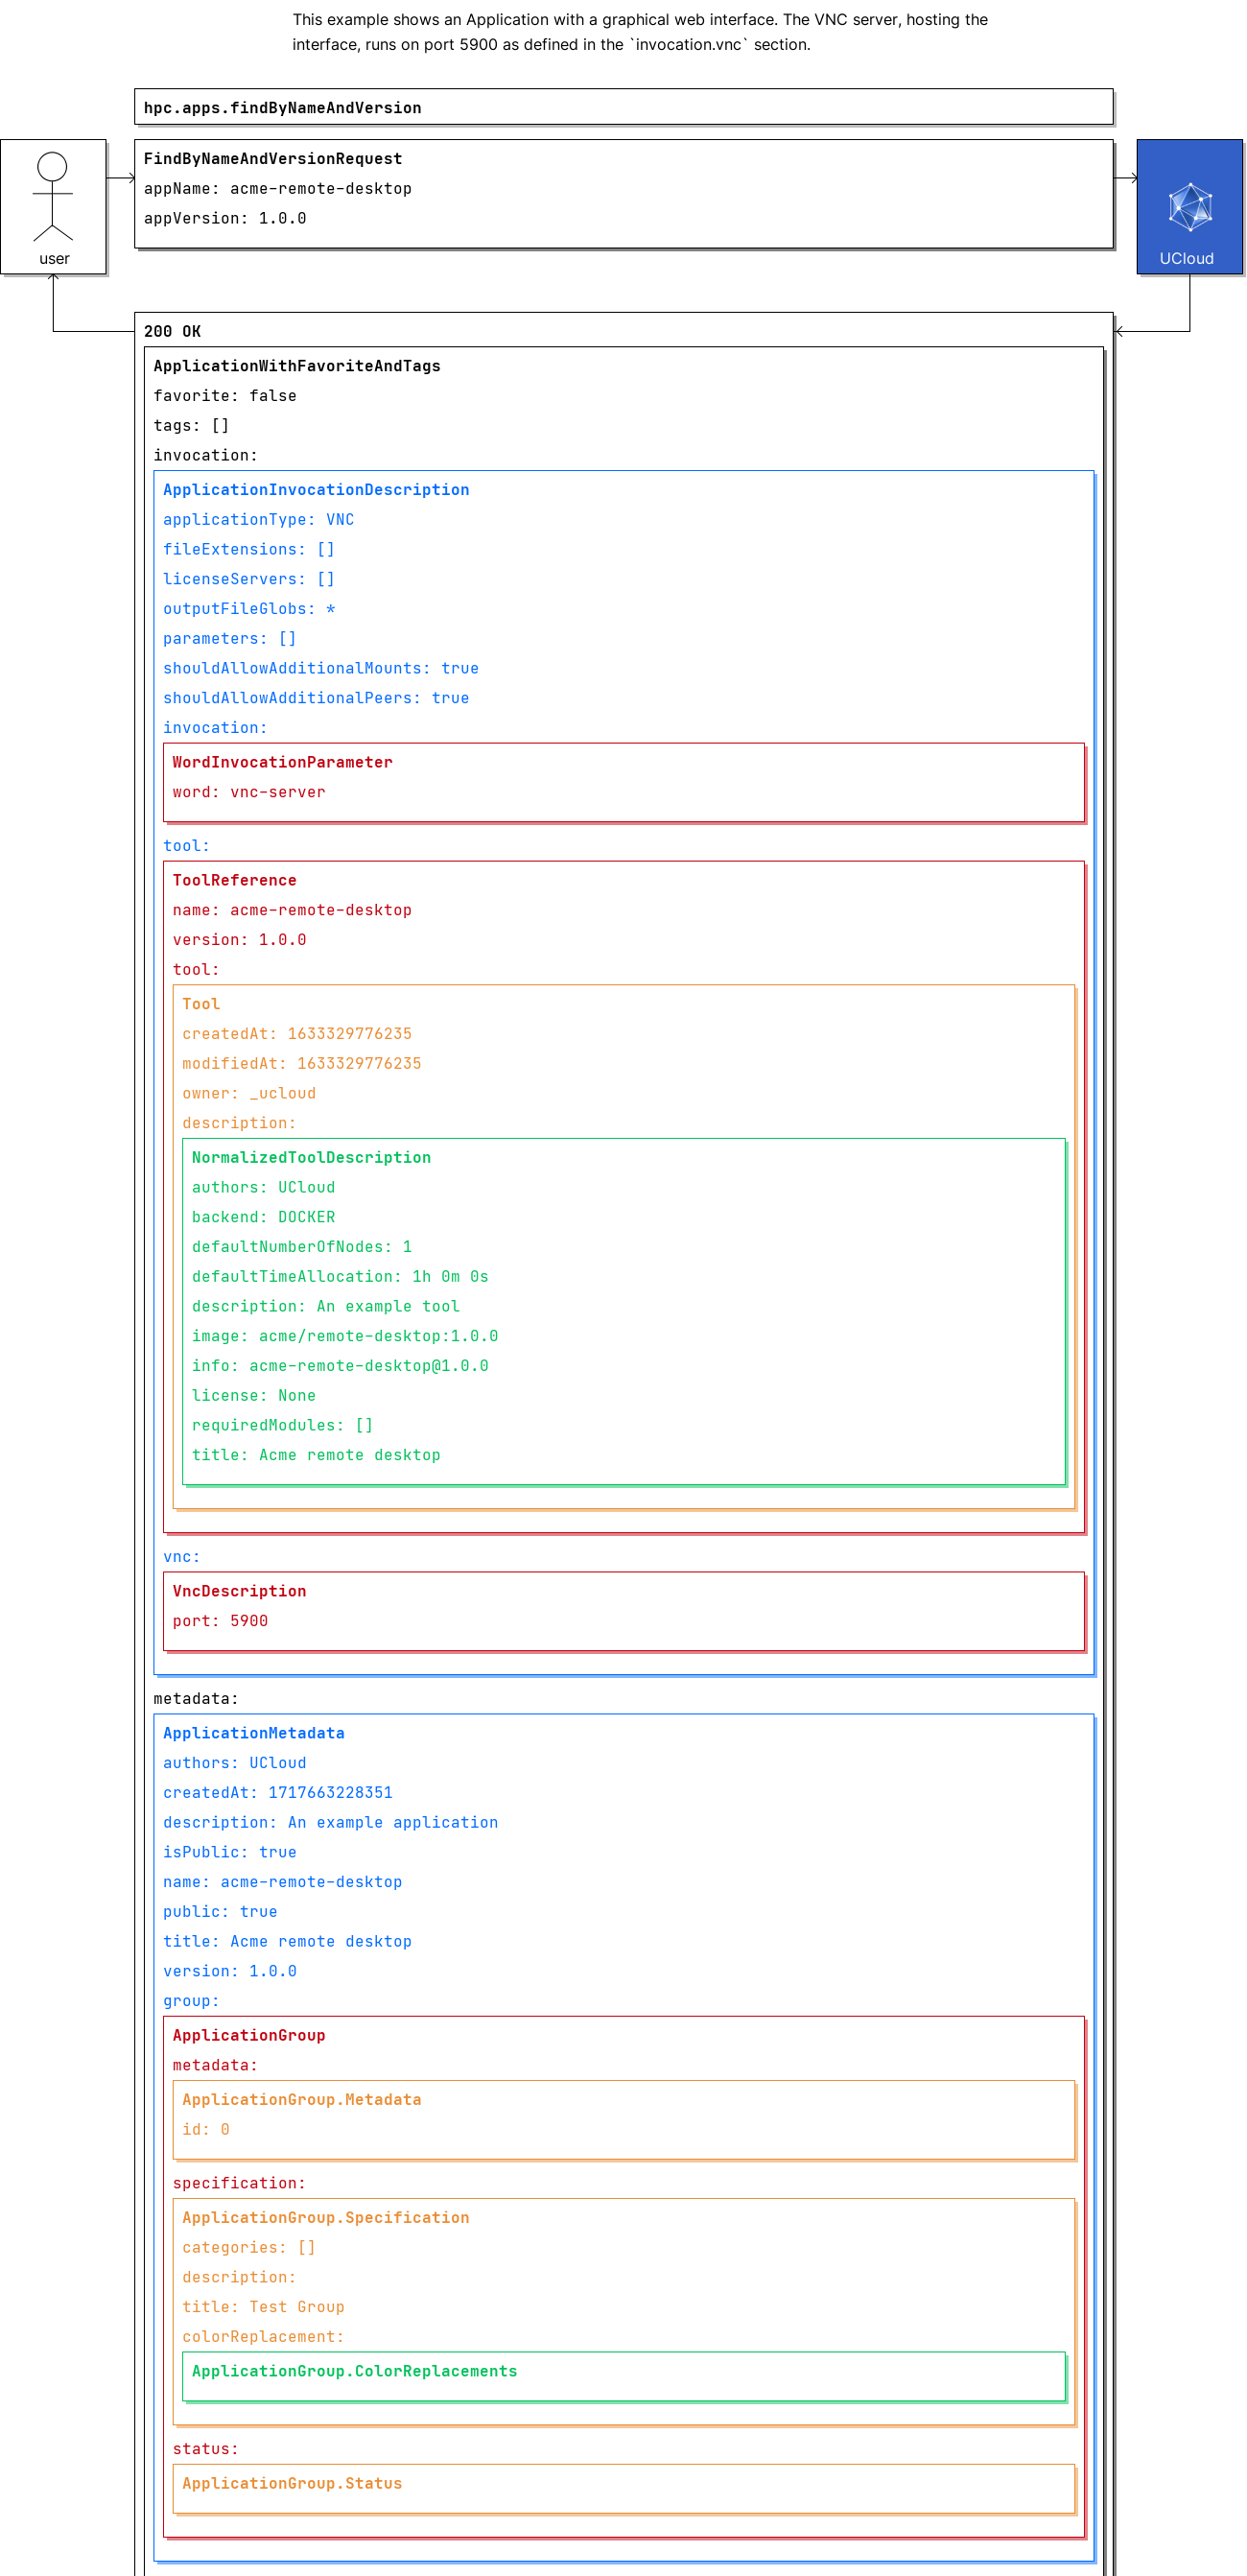 This example shows an Application with a graphical web interface. The VNC server, hosting the
interface, runs on port 5900 as defined in the `invocation.vnc` section.
hpc.apps.findByNameAndVersion
FindByNameAndVersionRequest
appName: acme-remote-desktop
appVersion: 1.0.0
user
UCloud
200 OK
ApplicationWithFavoriteAndTags
favorite: false
tags: []
invocation:
ApplicationInvocationDescription
applicationType: VNC
fileExtensions: []
licenseServers: []
outputFileGlobs: *
parameters: []
shouldAllowAdditionalMounts: true
shouldAllowAdditionalPeers: true
invocation:
WordInvocationParameter
word: vnc-server
tool:
ToolReference
name: acme-remote-desktop
version: 1.0.0
tool:
Tool
createdAt: 1633329776235
modifiedAt: 1633329776235
owner: _ucloud
description:
NormalizedToolDescription
authors: UCloud
backend: DOCKER
defaultNumberOfNodes: 1
defaultTimeAllocation: 1h 0m 0s
description: An example tool
image: acme/remote-desktop:1.0.0
info: acme-remote-desktop@1.0.0
license: None
requiredModules: []
title: Acme remote desktop
vnc:
VncDescription
port: 5900
metadata:
ApplicationMetadata
authors: UCloud
createdAt: 1717663228351
description: An example application
isPublic: true
name: acme-remote-desktop
public: true
title: Acme remote desktop
version: 1.0.0
group:
ApplicationGroup
metadata:
ApplicationGroup.Metadata
id: 0
specification:
ApplicationGroup.Specification
categories: []
description:
title: Test Group
colorReplacement:
ApplicationGroup.ColorReplacements
status:
ApplicationGroup.Status